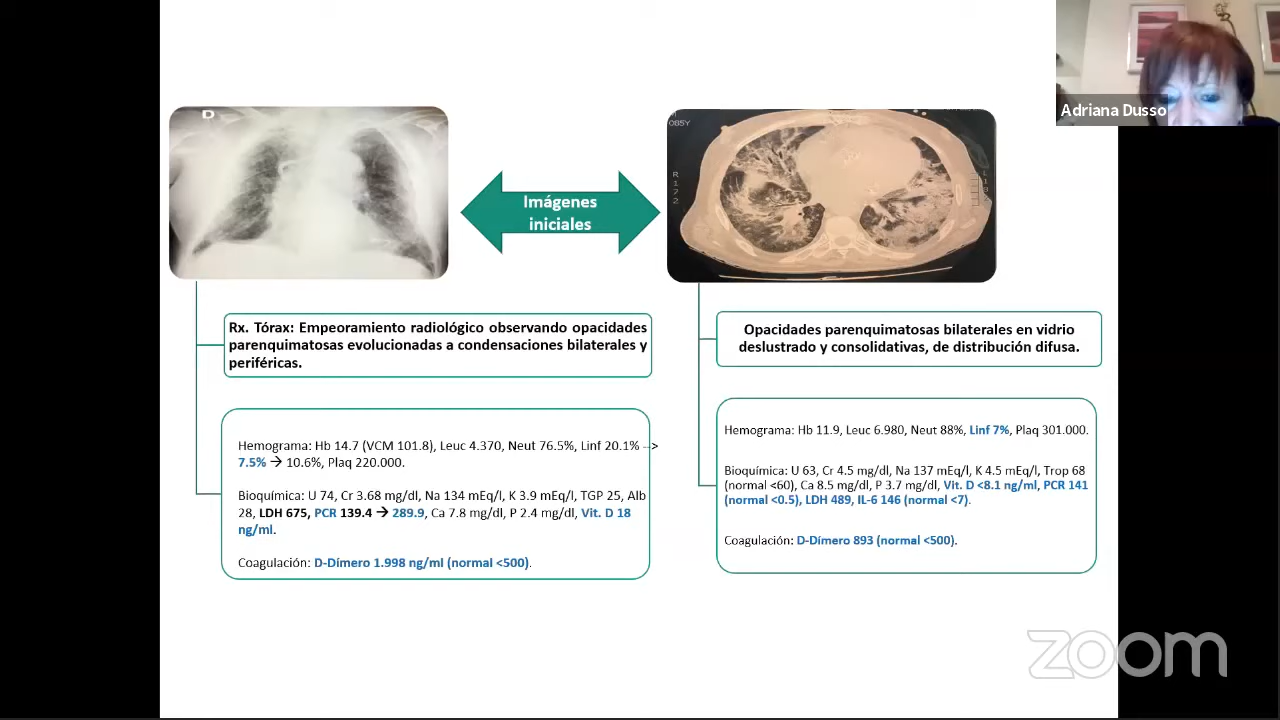 Adriana Dusso
D
085Y
R
1
7
2
Imágenes
iniciales
Rx. Tórax: Empeoramiento radiológico observando opacidades
parenquimatosas evolucionadas a condensaciones bilaterales y
periféricas.
Opacidades parenquimatosas bilaterales en vidrio
deslustrado y consolidativas, de distribución difusa.
Hemograma: Hb 14.7 (VCM 101.8), Leuc 4.370, Neut 76.5%, Linf 20.1% -->
7.5% → 10.6%, Plaq 220.000.
Bioquímica: U 74, Cr 3.68 mg/dl, Na 134 mEq/l, K 3.9 mEq/l, TGP 25, Alb
28, LDH 675, PCR 139.4 → 289.9, Ca 7.8 mg/dl, P 2.4 mg/dl, Vit. D 18
ng/ml.
Coagulación: D-Dímero 1.998 ng/ml (normal <500).
Hemograma: Hb 11.9, Leuc 6.980, Neut 88%, Linf 7%, Plaq 301.000.
Bioquímica: U 63, Cr 4.5 mg/dl, Na 137 mEq/l, K 4.5 mEq/l, Trop 68
(normal <60), Ca 8.5 mg/dl, P 3.7 mg/dl, Vit. D <8.1 ng/ml, PCR 141
(normal <0.5), LDH 489, IL-6 146 (normal <7).
Coagulación: D-Dímero 893 (normal <500).
zoom